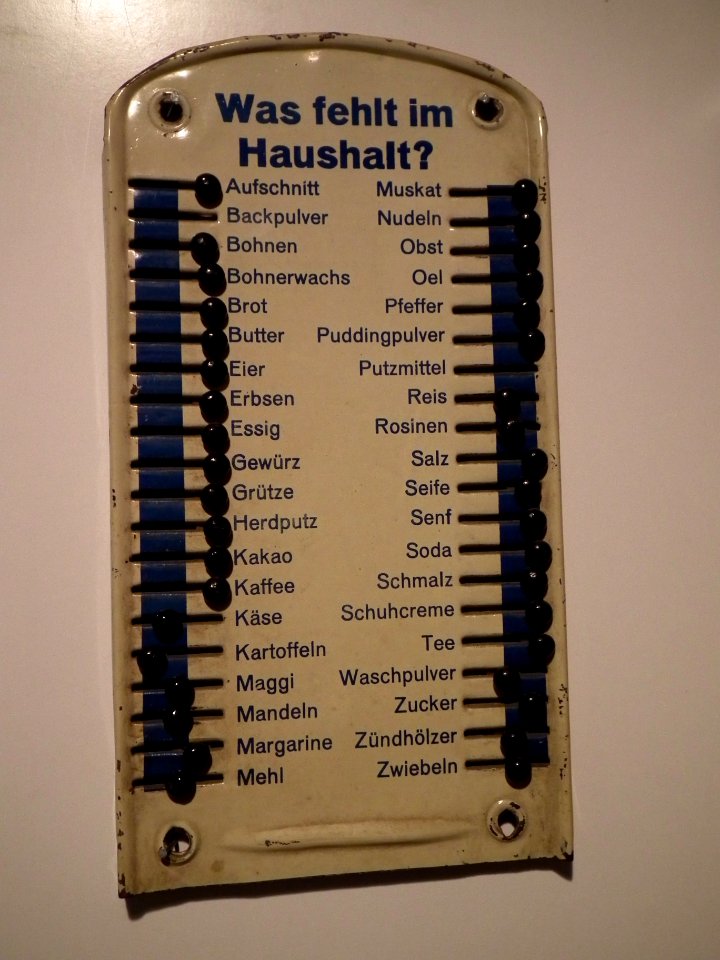 Was fehlt im
Haushalt?
Aufschnitt
Backpulver
Bohnen
Bohnerwachs
Brot
Butter
Eier
Erbsen
Essig
Gewürz
Grütze
Herdputz
Kakao
Kaffee
Käse
Kartoffeln
Maggi
Mandeln
Margarine
Mehl
Muskat
Nudeln
Obst
Oel
Pfeffer
Puddingpulver
Putzmittel
Reis
Rosinen
Salz
Seife
Senf
Soda
Schmalz
Schuhcreme
Tee
Waschpulver
Zucker
Zündhölzer
Zwiebeln